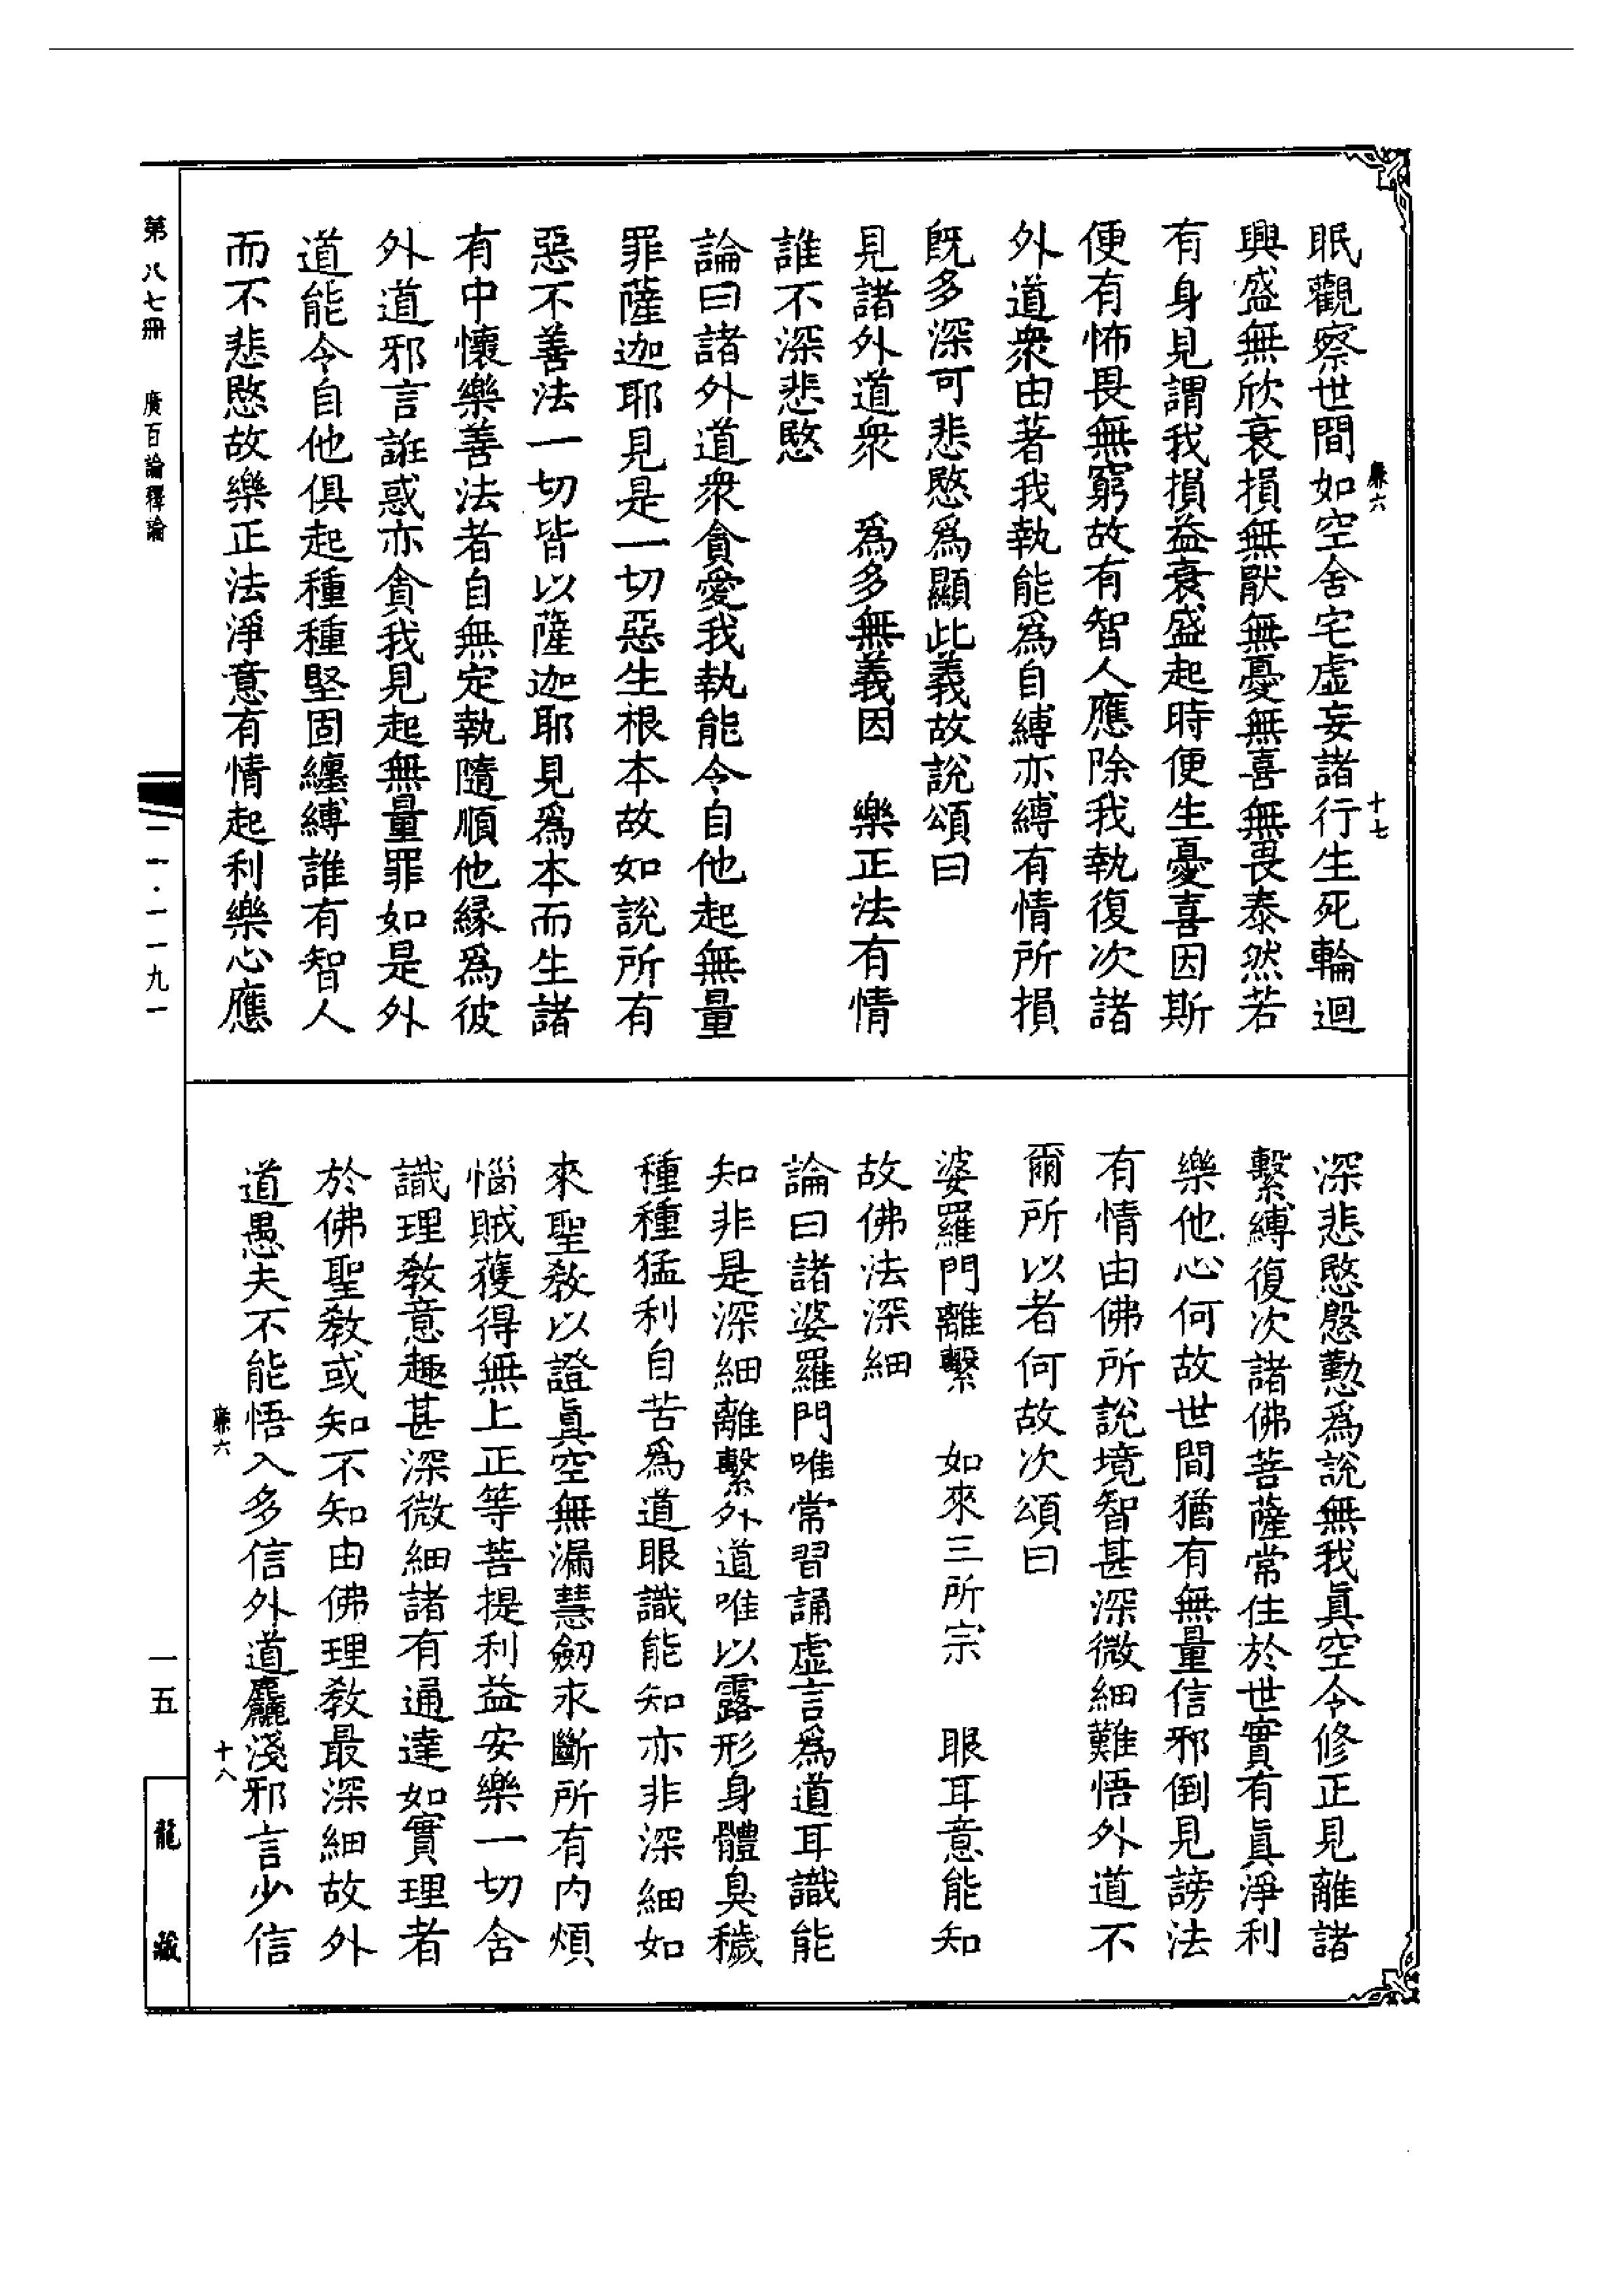 眠觀察世間如空舍宅虛妄諸行生死輪迴
興盛無欣衰損無猒無憂無喜無畏泰然若
有身見謂我損益衰盛起時便生憂喜因斯
便有怖畏無窮故有智人應除我執復次諸
外道衆由著我執能爲自縛亦縛有情所損
既多深可悲愍爲顯此義故說頌曰
見諸外道衆　爲多無義因　樂正法有情
誰不深悲愍
論曰諸外道衆貪愛我執能令自他起無量
罪薩迦耶見是一切惡生根本故如說所有
惡不善法一切皆以薩迦耶見爲本而生諸
有中懷樂善法者自無定執隨順他緣爲彼
外道邪言誑惑亦貪我見起無量罪如是外
道能令自他俱起種種堅固纏縛誰有智人
而不悲愍故樂正法淨意有情起利樂心應
深悲愍慇懃爲說無我眞空令修正見離諸
繫縛復次諸佛菩薩常住於世實有眞淨利
樂他心何故世間猶有無量信邪倒見謗法
有情由佛所說境智甚深微細難悟外道不
爾所以者何故次頌曰
婆羅門離繫　如來三所宗　眼耳意能知
故佛法深細
論曰諸婆羅門唯常習誦虛言爲道耳識能
知非是深細離繫外道唯以露形身體臭穢
種種猛利自苦爲道眼識能知亦非深細如
來聖教以證眞空無漏慧劒求斷所有內煩
惱賊獲得無上正等菩提利益安樂一切含
識理教意趣甚深微細諸有通達如實理者
於佛聖教或知不知由佛理教最深細故外
道愚夫不能悟入多信外道麤淺邪言少信
六
十七
六
十八
第八七冊　廣百論釋論
一一·一一九一
一五
龍藏